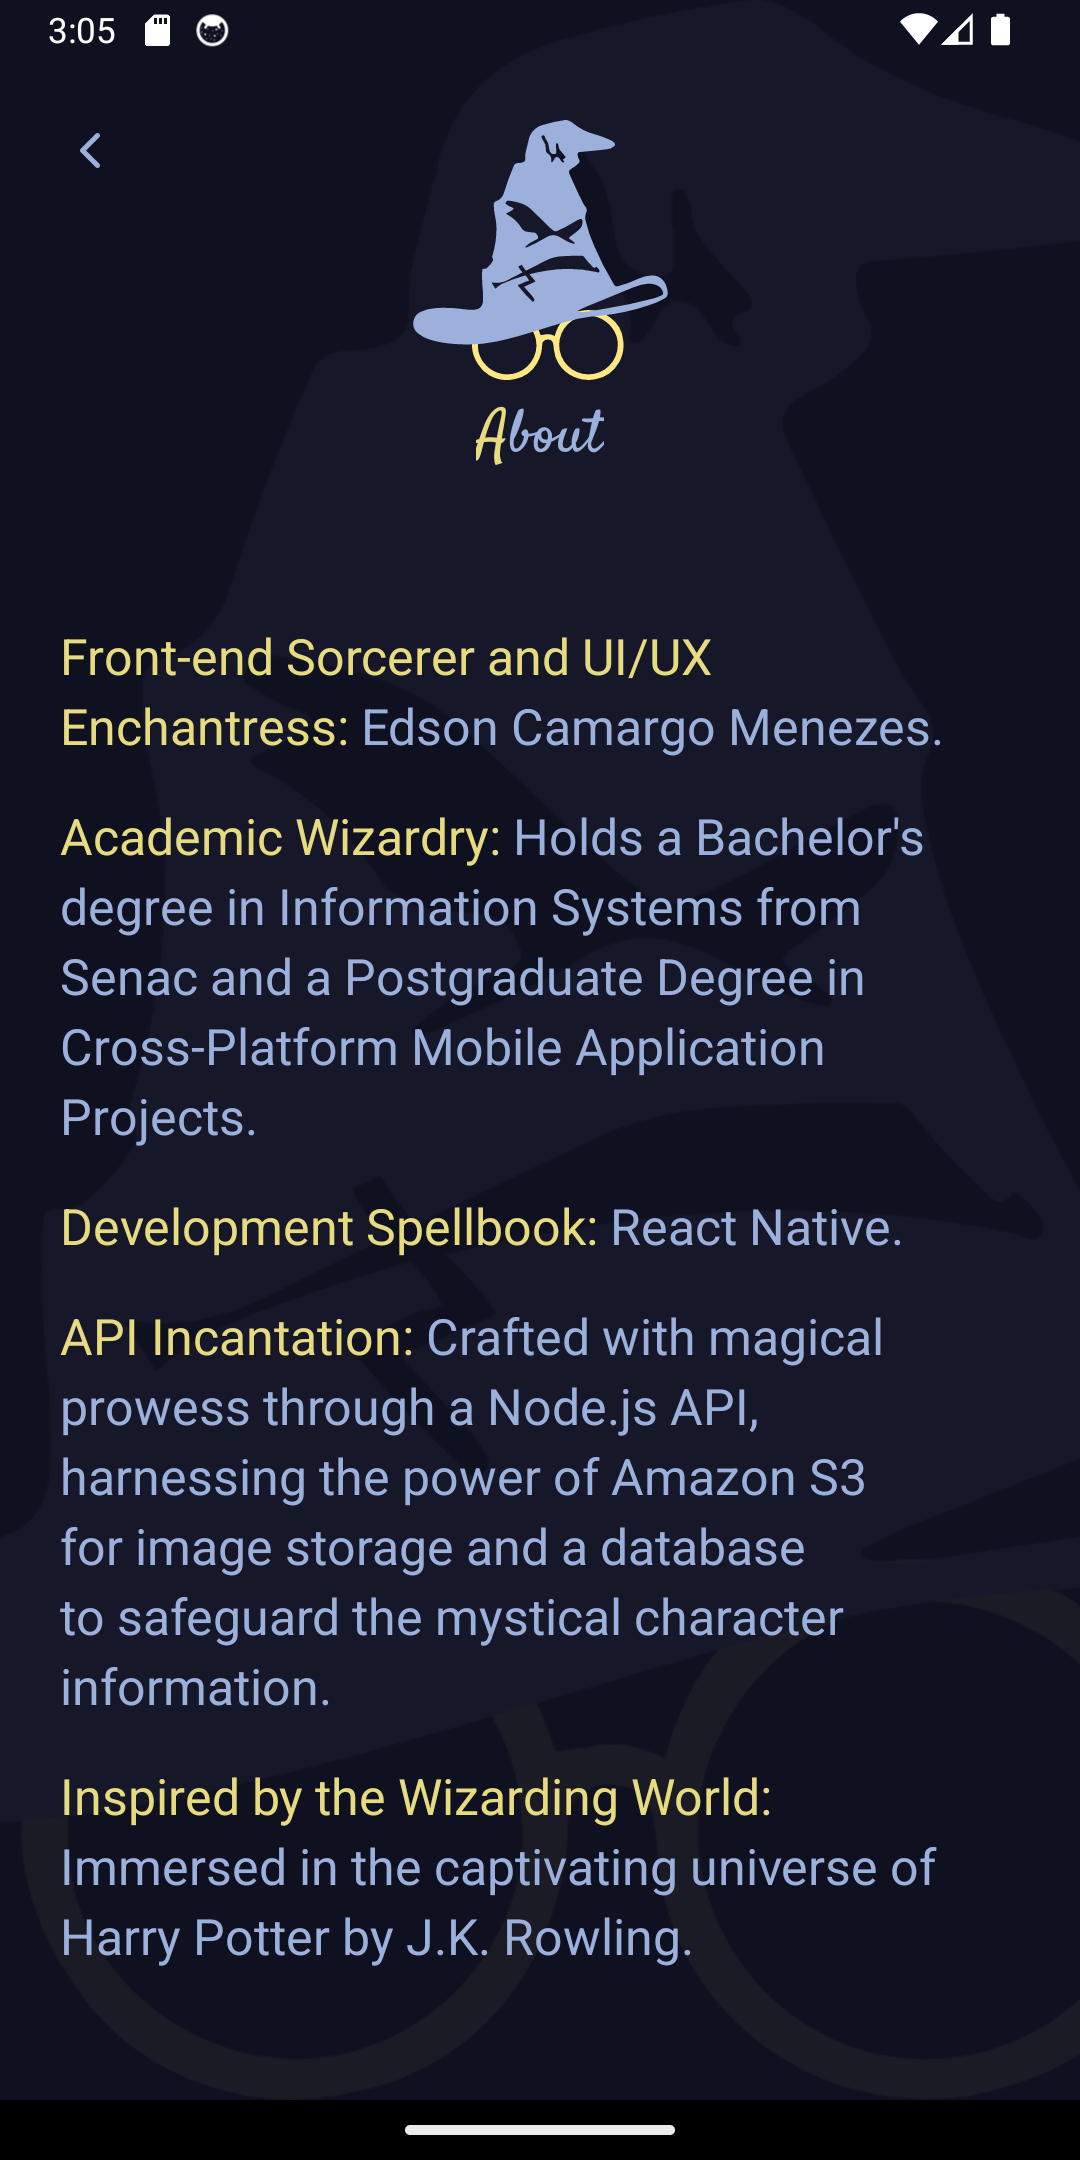 3:05
About
Front-end Sorcerer and UI/UX
Enchantress: Edson Camargo Menezes.
Academic Wizardry: Holds a Bachelor's
degree in Information Systems from
Senac and a Postgraduate Degree in
Cross-Platform Mobile Application
Projects.
Development Spellbook: React Native.
API Incantation: Crafted with magical
prowess through a Node.js API,
harnessing the power of Amazon S3
for image storage and a database
to safeguard the mystical character
information.
Inspired by the Wizarding World:
Immersed in the captivating universe of
Harry Potter by J.K. Rowling.